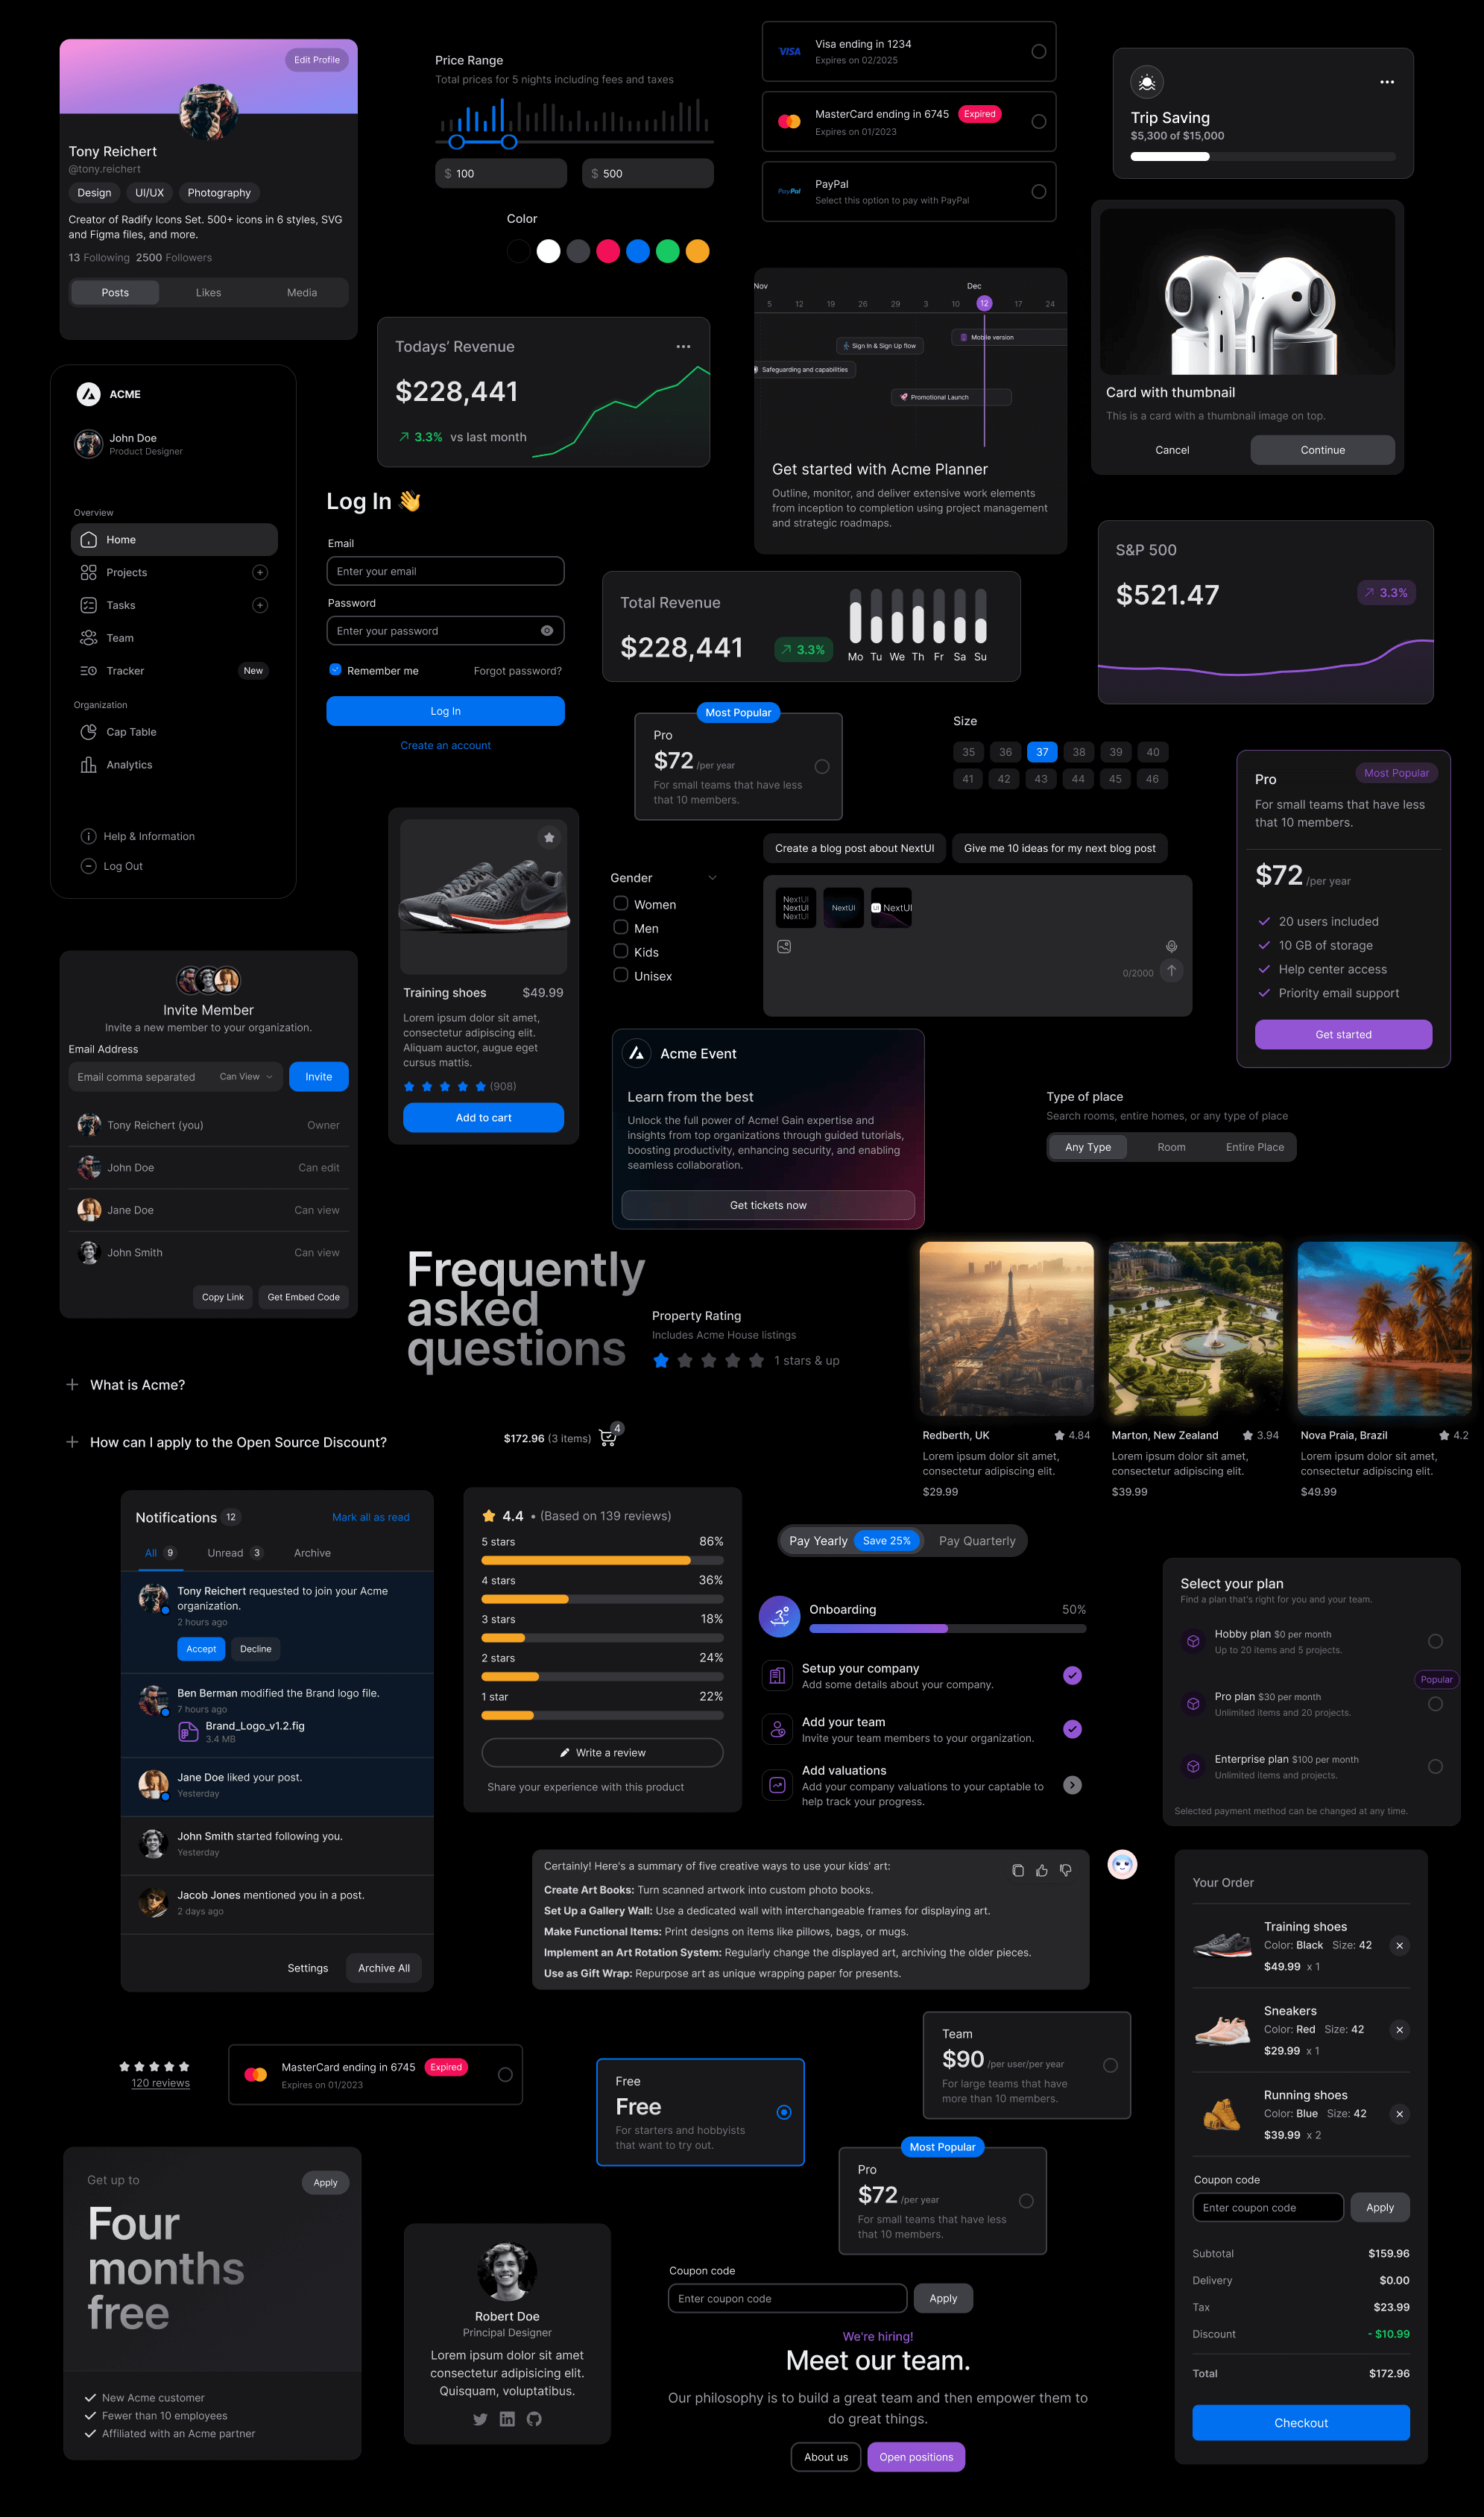 Edit Profile
Tony Reichert
@tony.reichert
Design
UI/UX
Photography
Creator of Radify Icons Set. 500+ icons in 6 styles, SVG
and Figma files, and more.
13 Following 2500 Followers
Posts
Likes
Media
Price Range
Total prices for 5 nights including fees and taxes
$ 100
$ 500
Color
VISA
Visa ending in 1234
Expires on 02/2025
MasterCard ending in 6745
Expired
Expires on 01/2023
PayPal
PayPal
Select this option to pay with PayPal
Trip Saving
$5,300 of $15,000
Card with thumbnail
This is a card with a thumbnail image on top.
Cancel
Continue
Todays’ Revenue
$228,441
3.3% vs last month
Nov
Dec
5 12 19 26 29 3 10 12 17 24
Sign In & Sign Up flow
Mobile version
Safeguarding and capabilities
Promotional Launch
Get started with Acme Planner
Outline, monitor, and deliver extensive work elements
from inception to completion using project management
and strategic roadmaps.
ACME
John Doe
Product Designer
Overview
Home
Projects
Tasks
Team
Tracker
New
Organization
Cap Table
Analytics
Help & Information
Log Out
Log In 👋
Email
Enter your email
Password
Enter your password
Remember me
Forgot password?
Log In
Create an account
Total Revenue
$228,441
3.3%
Mo Tu We Th Fr Sa Su
S&P 500
$521.47
3.3%
Most Popular
Pro
$72 /per year
For small teams that have less
that 10 members.
Size
35 36 37 38 39 40
41 42 43 44 45 46
Pro
Most Popular
For small teams that have less
that 10 members.
$72 /per year
20 users included
10 GB of storage
Help center access
Priority email support
Get started
Training shoes
$49.99
Lorem ipsum dolor sit amet,
consectetur adipiscing elit.
Aliquam auctor, augue eget
cursus mattis.
(908)
Add to cart
Gender
Women
Men
Kids
Unisex
Create a blog post about NextUI
Give me 10 ideas for my next blog post
NextUI
NextUI
NextUI
NextUI
UI NextUI
0/2000
Acme Event
Learn from the best
Unlock the full power of Acme! Gain expertise and
insights from top organizations through guided tutorials,
boosting productivity, enhancing security, and enabling
seamless collaboration.
Get tickets now
Type of place
Search rooms, entire homes, or any type of place
Any Type
Room
Entire Place
Invite Member
Invite a new member to your organization.
Email Address
Email comma separated
Can View
Invite
Tony Reichert (you)
Owner
John Doe
Can edit
Jane Doe
Can view
John Smith
Can view
Copy Link
Get Embed Code
Frequently
asked
questions
Property Rating
Includes Acme House listings
1 stars & up
What is Acme?
How can I apply to the Open Source Discount?
$172.96 (3 items)
4
Redberth, UK
4.84
Lorem ipsum dolor sit amet,
consectetur adipiscing elit.
$29.99
Marton, New Zealand
3.94
Lorem ipsum dolor sit amet,
consectetur adipiscing elit.
$39.99
Nova Praia, Brazil
4.2
Lorem ipsum dolor sit amet,
consectetur adipiscing elit.
$49.99
Notifications 12
Mark all as read
All 9
Unread 3
Archive
Tony Reichert requested to join your Acme
organization.
2 hours ago
Accept
Decline
Ben Berman modified the Brand logo file.
7 hours ago
Brand_Logo_v1.2.fig
3.4 MB
Jane Doe liked your post.
Yesterday
John Smith started following you.
Yesterday
Jacob Jones mentioned you in a post.
2 days ago
Settings
Archive All
4.4 • (Based on 139 reviews)
5 stars 86%
4 stars 36%
3 stars 18%
2 stars 24%
1 star 22%
Write a review
Share your experience with this product
Pay Yearly
Save 25%
Pay Quarterly
Onboarding
50%
Setup your company
Add some details about your company.
Add your team
Invite your team members to your organization.
Add valuations
Add your company valuations to your captable to
help track your progress.
Select your plan
Find a plan that's right for you and your team.
Hobby plan $0 per month
Up to 20 items and 5 projects.
Popular
Pro plan $30 per month
Unlimited items and 20 projects.
Enterprise plan $100 per month
Unlimited items and projects.
Selected payment method can be changed at any time.
Certainly! Here's a summary of five creative ways to use your kids' art:
Create Art Books: Turn scanned artwork into custom photo books.
Set Up a Gallery Wall: Use a dedicated wall with interchangeable frames for displaying art.
Make Functional Items: Print designs on items like pillows, bags, or mugs.
Implement an Art Rotation System: Regularly change the displayed art, archiving the older pieces.
Use as Gift Wrap: Repurpose art as unique wrapping paper for presents.
Your Order
Training shoes
Color: Black Size: 42
$49.99 x 1
Sneakers
Color: Red Size: 42
$29.99 x 1
Running shoes
Color: Blue Size: 42
$39.99 x 2
Coupon code
Enter coupon code
Apply
Subtotal $159.96
Delivery $0.00
Tax $23.99
Discount - $10.99
Total $172.96
Checkout
120 reviews
MasterCard ending in 6745
Expired
Expires on 01/2023
Free
Free
For starters and hobbyists
that want to try out.
Team
$90 /per user/per year
For large teams that have
more than 10 members.
Most Popular
Pro
$72 /per year
For small teams that have less
that 10 members.
Get up to
Apply
Four
months
free
New Acme customer
Fewer than 10 employees
Affiliated with an Acme partner
Robert Doe
Principal Designer
Lorem ipsum dolor sit amet
consectetur adipisicing elit.
Quisquam, voluptatibus.
Coupon code
Enter coupon code
Apply
We're hiring!
Meet our team.
Our philosophy is to build a great team and then empower them to
do great things.
About us
Open positions